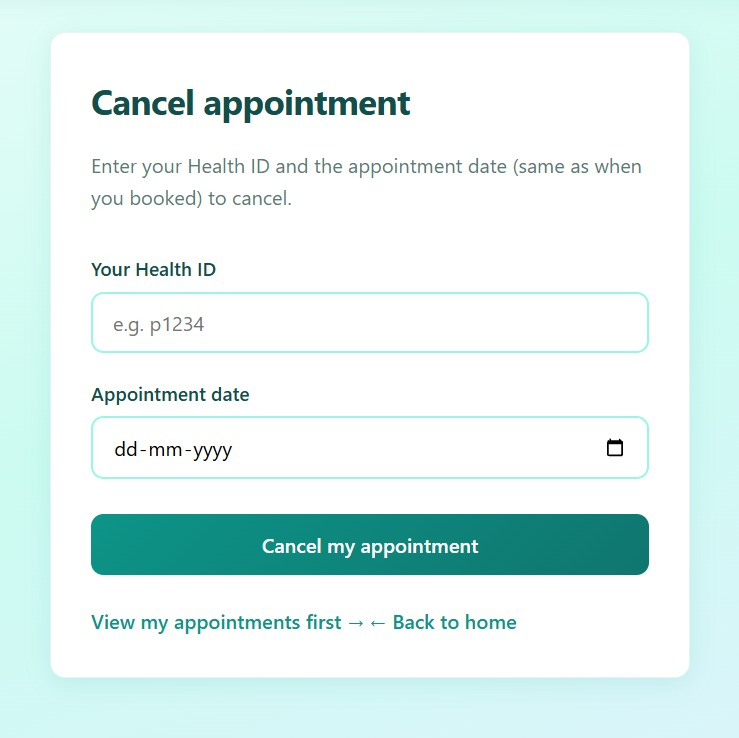 Cancel appointment
Enter your Health ID and the appointment date (same as when
you booked) to cancel.
Your Health ID
e.g. p1234
Appointment date
dd-mm-yyyy
Cancel my appointment
View my appointments first → ← Back to home